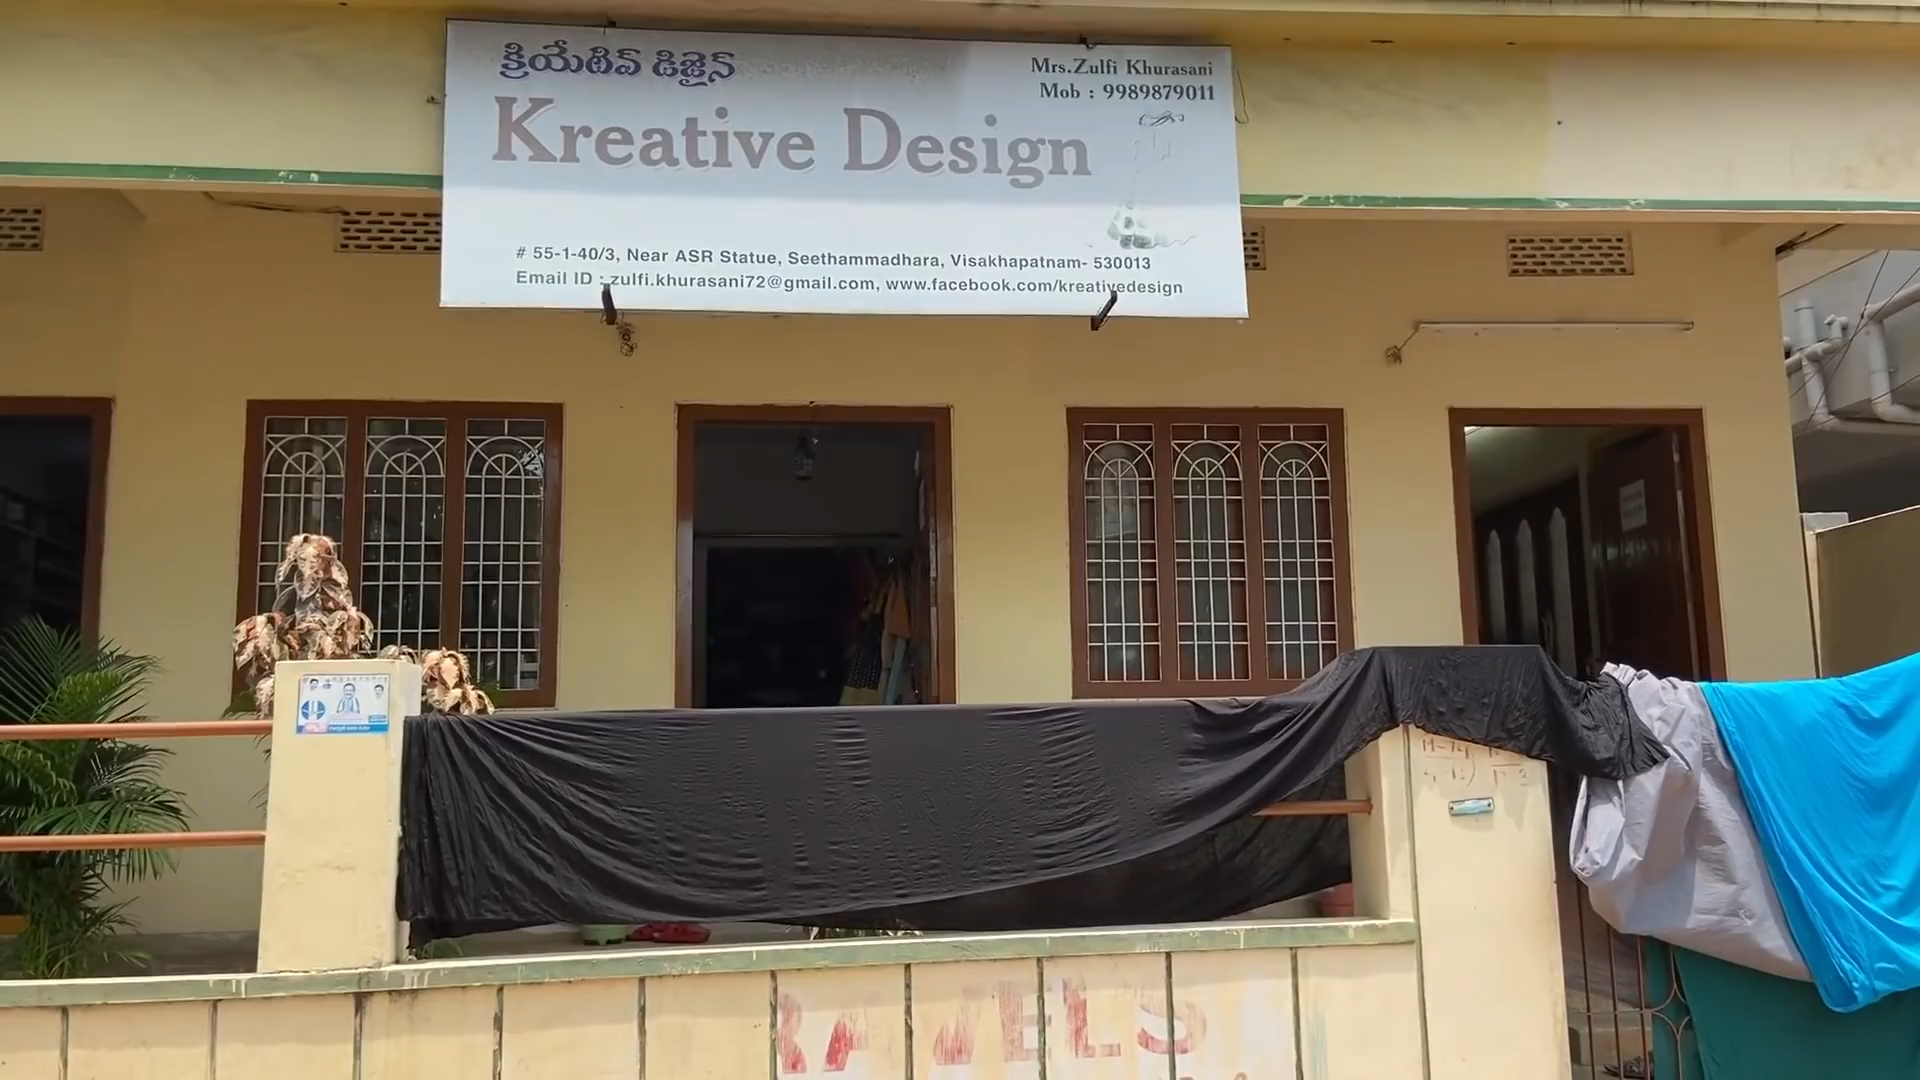 క్రియేటివ్ డిజైన్
Mrs.Zulfi Khurasani
Mob : 9989879011
Kreative Design
# 55-1-40/3, Near ASR Statue, Seethammadhara, Visakhapatnam- 530013
Email ID : zulfi.khurasani72@gmail.com, www.facebook.com/kreativedesign
RAVELS